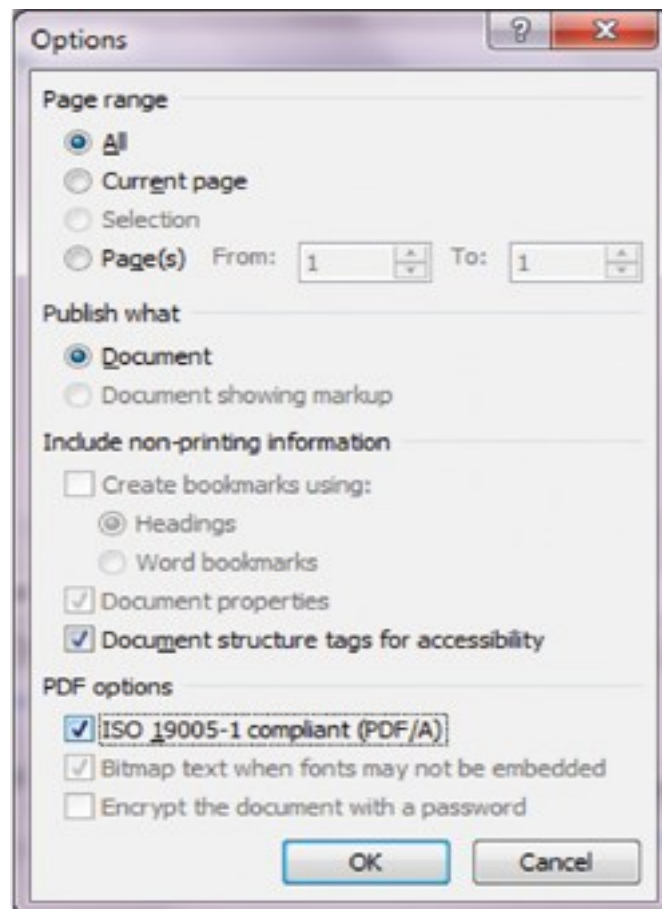 Options
Page range
All
Current page
Selection
Page(s) From: 1 To: 1
Publish what
Document
Document showing markup
Include non-printing information
Create bookmarks using:
Headings
Word bookmarks
Document properties
Document structure tags for accessibility
PDF options
ISO 19005-1 compliant (PDF/A)
Bitmap text when fonts may not be embedded
Encrypt the document with a password
OK Cancel